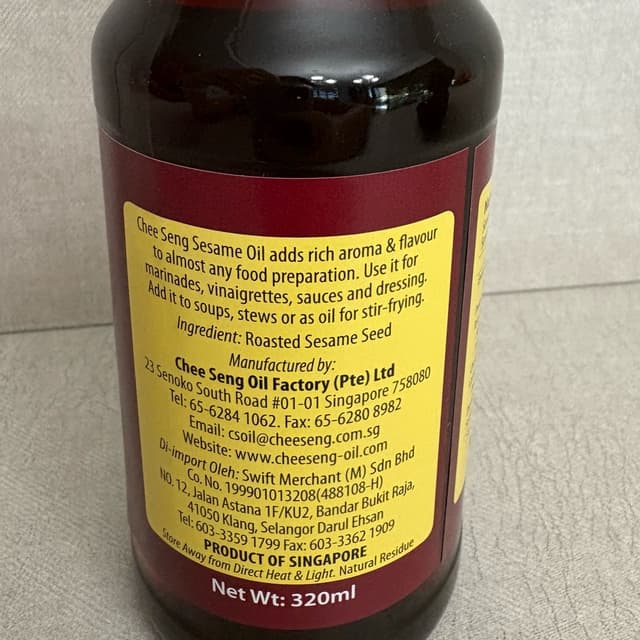 Chee Seng Sesame Oil adds rich aroma & flavour
to almost any food preparation. Use it for
marinades, vinaigrettes, sauces and dressing.
Add it to soups, stews or as oil for stir-frying.
Ingredient: Roasted Sesame Seed
Manufactured by:
Chee Seng Oil Factory (Pte) Ltd
23 Senoko South Road #01-01 Singapore 758080
Tel: 65-6284 1062. Fax: 65-6280 8982
Email: csoil@cheeseng.com.sg
Website: www.cheeseng-oil.com
Di-import Oleh: Swift Merchant (M) Sdn Bhd
Co. No. 199901013208(488108-H)
NO. 12, Jalan Astana 1F/KU2, Bandar Bukit Raja,
41050 Klang, Selangor Darul Ehsan
Tel: 603-3359 1799 Fax: 603-3362 1909
PRODUCT OF SINGAPORE
Store Away from Direct Heat & Light. Natural Residue
Net Wt: 320ml